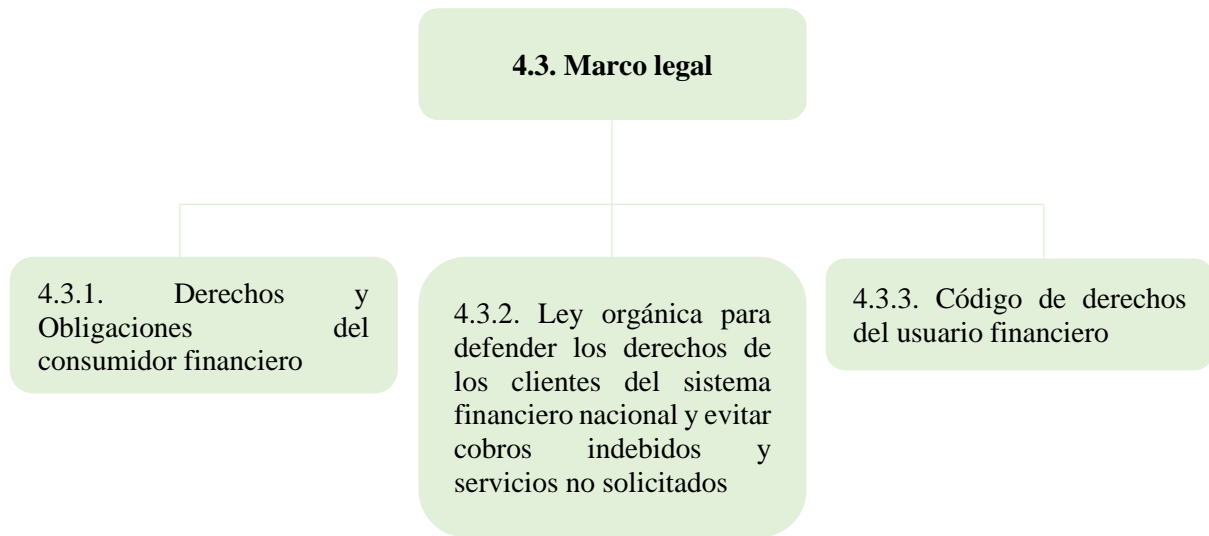 4.3. Marco legal
4.3.1. Derechos y
Obligaciones del
consumidor financiero
4.3.2. Ley orgánica para
defender los derechos de
los clientes del sistema
financiero nacional y evitar
cobros indebidos y
servicios no solicitados
4.3.3. Código de derechos
del usuario financiero